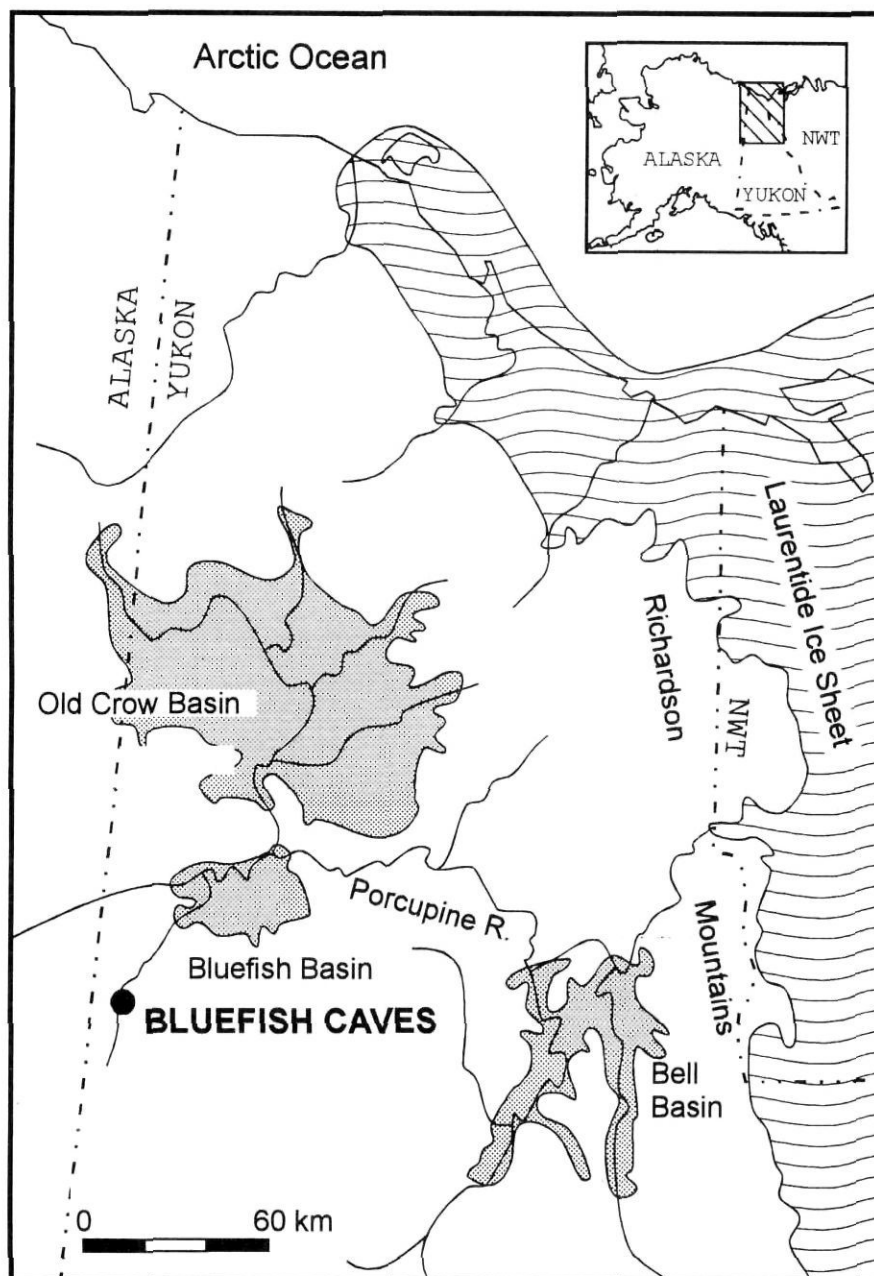 Arctic Ocean
ALASKA
NWT
YUKON
ALASKA
YUKON
Laurentide Ice Sheet
Richardson
NWT
Old Crow Basin
Porcupine R.
Mountains
Bluefish Basin
BLUEFISH CAVES
Bell
Basin
0 60 km